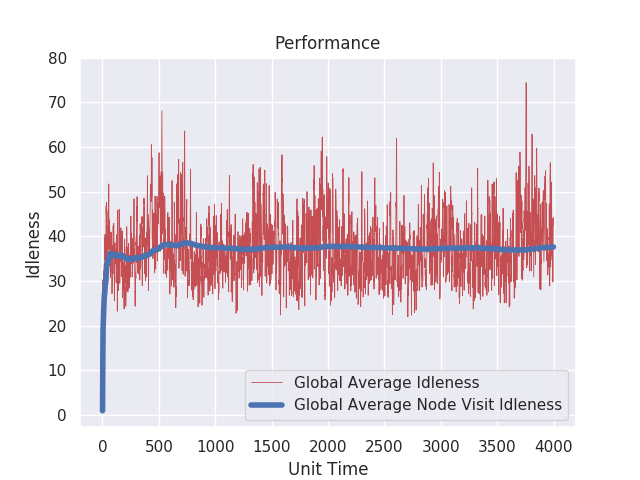 Performance
80
70
60
50
40
30
20
10
0
Idleness
Global Average Idleness
Global Average Node Visit Idleness
0 500 1000 1500 2000 2500 3000 3500 4000
Unit Time